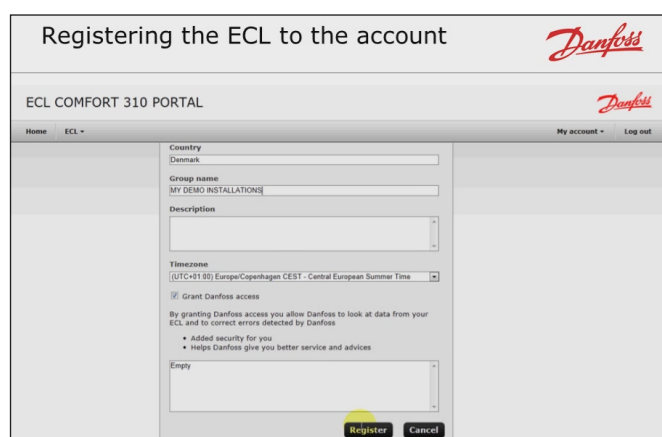 Registering the ECL to the account
Danfoss
ECL COMFORT 310 PORTAL
Danfoss
Home ECL My account Log out
Country
Denmark
Group name
MY DEMO INSTALLATIONS
Description
Timezone
(UTC+01:00) Europe/Copenhagen CEST - Central European Summer Time
Grant Danfoss access
By granting Danfoss access you allow Danfoss to look at data from your
ECL and to correct errors detected by Danfoss
• Added security for you
• Helps Danfoss give you better service and advices
Empty
Register Cancel